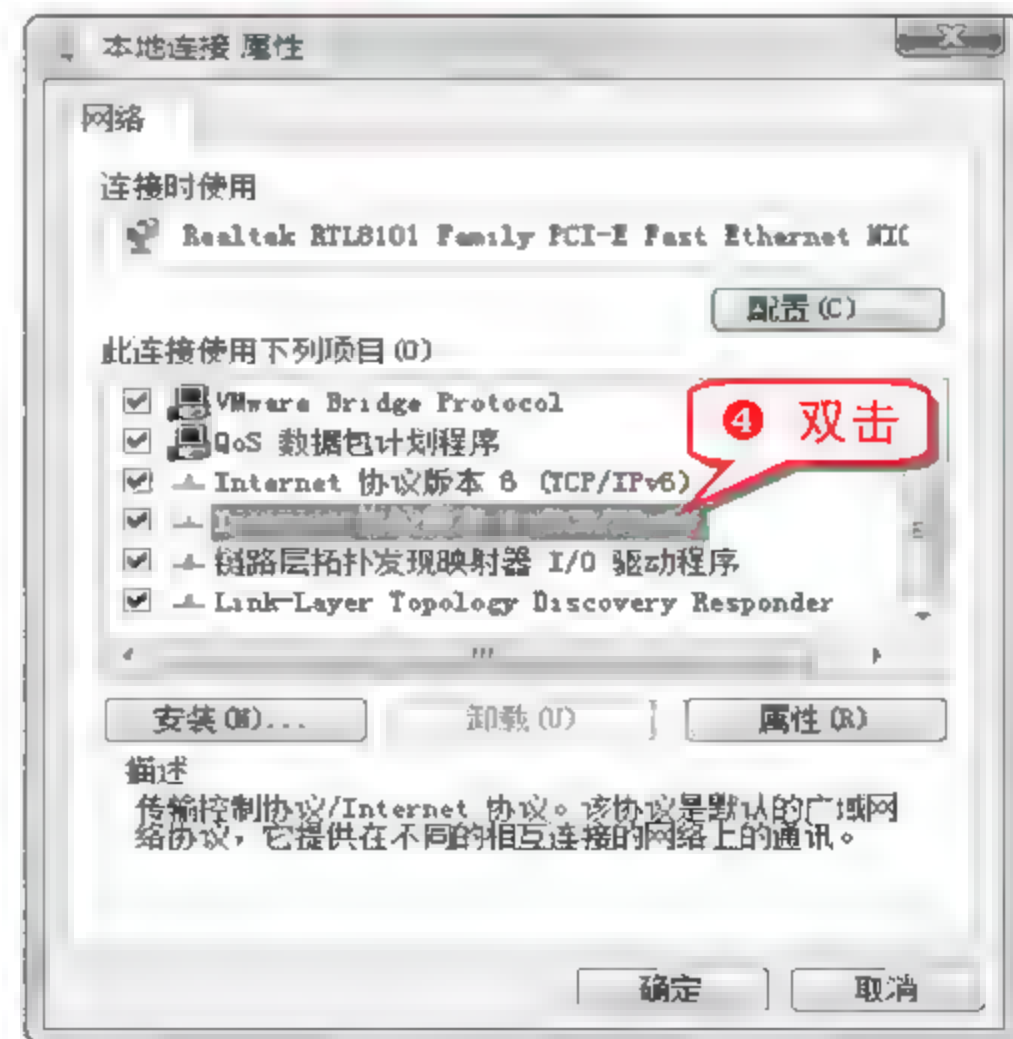 本地连接 属性
网络
连接时使用
Realtek RTL8101 Family PCI-E Fast Ethernet NIC
配置(C)
此连接使用下列项目(O)
VMware Bridge Protocol
④ 双击
QoS 数据包计划程序
Internet 协议版本 6 (TCP/IPv6)
链路层拓扑发现映射器 I/O 驱动程序
Link-Layer Topology Discovery Responder
安装(N)... 卸载(U) 属性(R)
描述
传输控制协议/Internet 协议。该协议是默认的广域网
络协议，它提供在不同的相互连接的网络上的通讯。
确定 取消